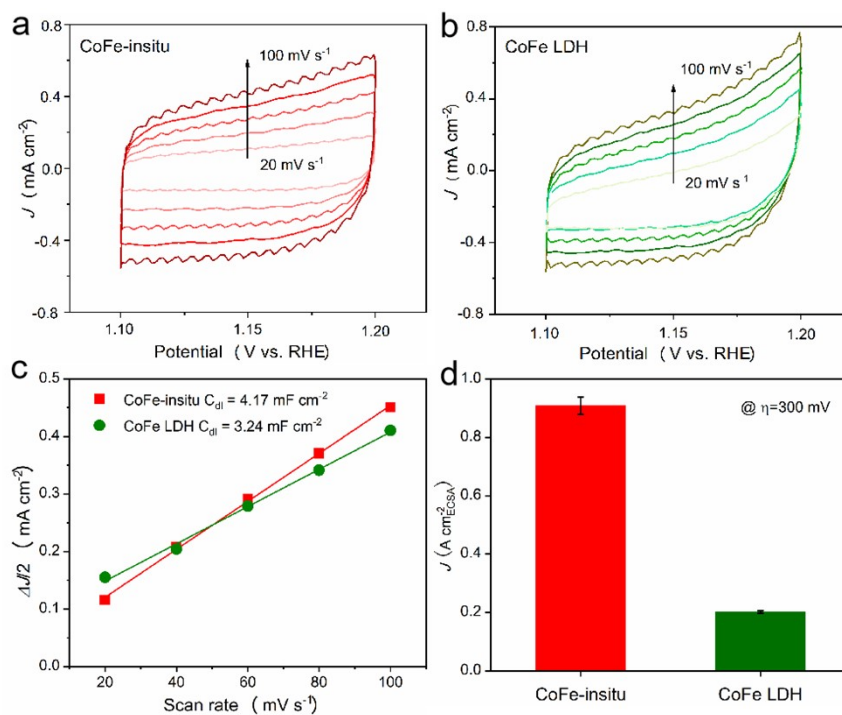 a
CoFe-insitu
100 mV s⁻¹
20 mV s⁻¹
J (mA cm⁻²)
0.8
0.4
0.0
-0.4
-0.8
1.10
1.15
1.20
Potential (V vs. RHE)
b
CoFe LDH
100 mV s⁻¹
20 mV s⁻¹
J (mA cm⁻²)
0.8
0.4
0.0
-0.4
-0.8
1.10
1.15
1.20
Potential (V vs. RHE)
c
CoFe-insitu C_dl = 4.17 mF cm⁻²
CoFe LDH C_dl = 3.24 mF cm⁻²
ΔJ/2 (mA cm⁻²)
0.5
0.4
0.3
0.2
0.1
0.0
20
40
60
80
100
Scan rate (mV s⁻¹)
d
@ η=300 mV
J (A cm⁻²_ECSA)
1.0
0.8
0.6
0.4
0.2
0.0
CoFe-insitu
CoFe LDH